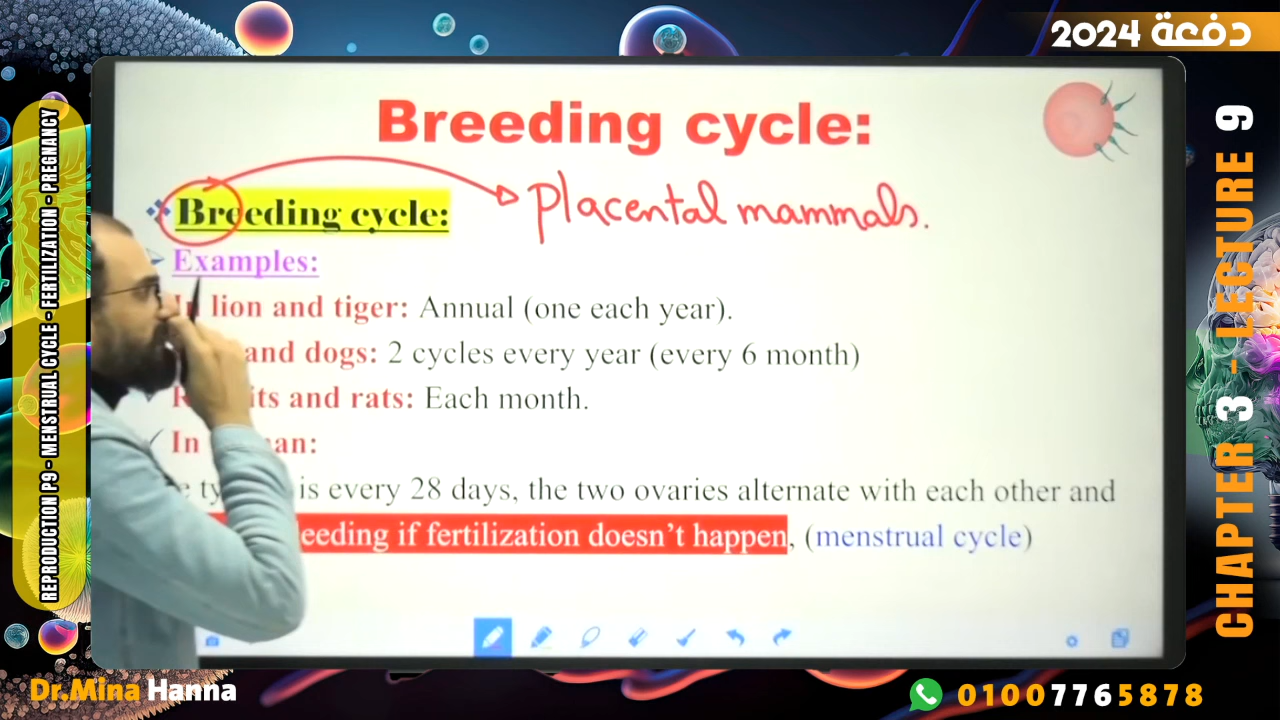 دفعة 2024
REPRODUCTION P9 - MENSTRUAL CYCLE - FERTILIZATION - PREGNANCY
Breeding cycle:
Breeding cycle:
placental mammals.
Examples:
In lion and tiger: Annual (one each year).
and dogs: 2 cycles every year (every 6 month)
and rats: Each month.
In
is every 28 days, the two ovaries alternate with each other and
if fertilization doesn't happen, (menstrual cycle)
CHAPTER 3 - LECTURE 9
Dr.Mina Hanna
01007765878